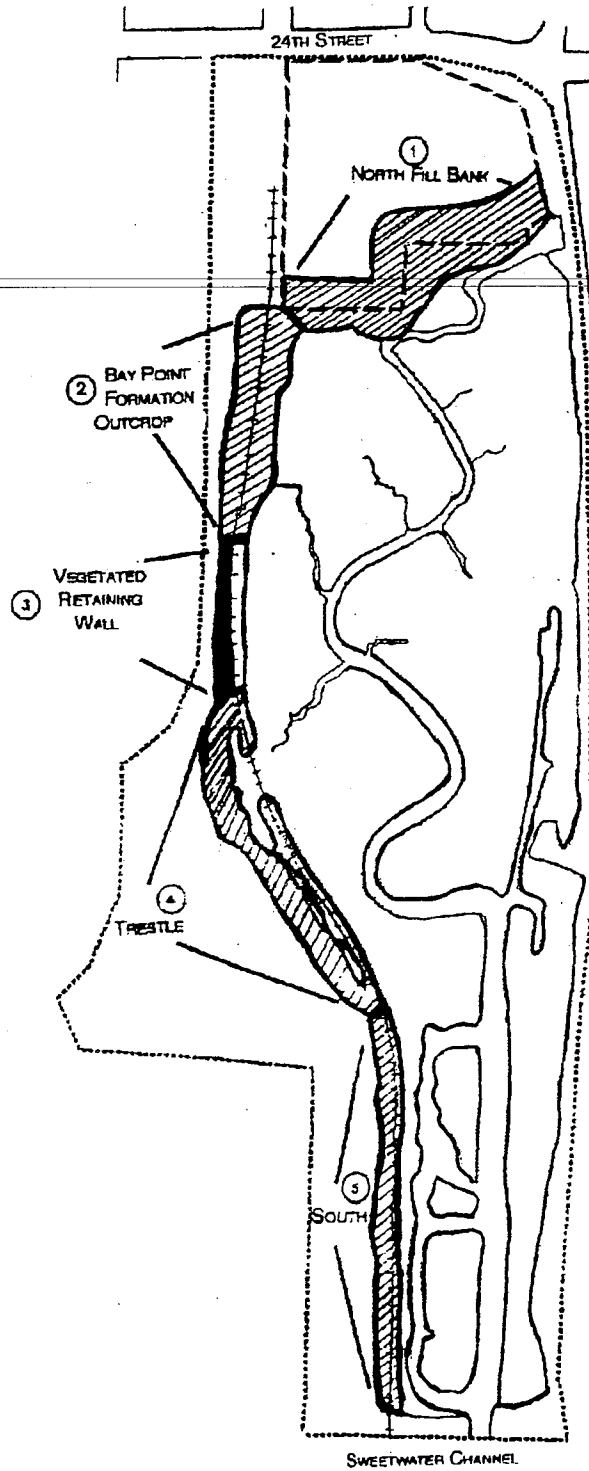 24TH STREET
1
NORTH FILL BANK
2
BAY POINT
FORMATION
OUTCROP
3
VEGETATED
RETAINING
WALL
4
TRESTLE
5
SOUTH
SWEETWATER CHANNEL